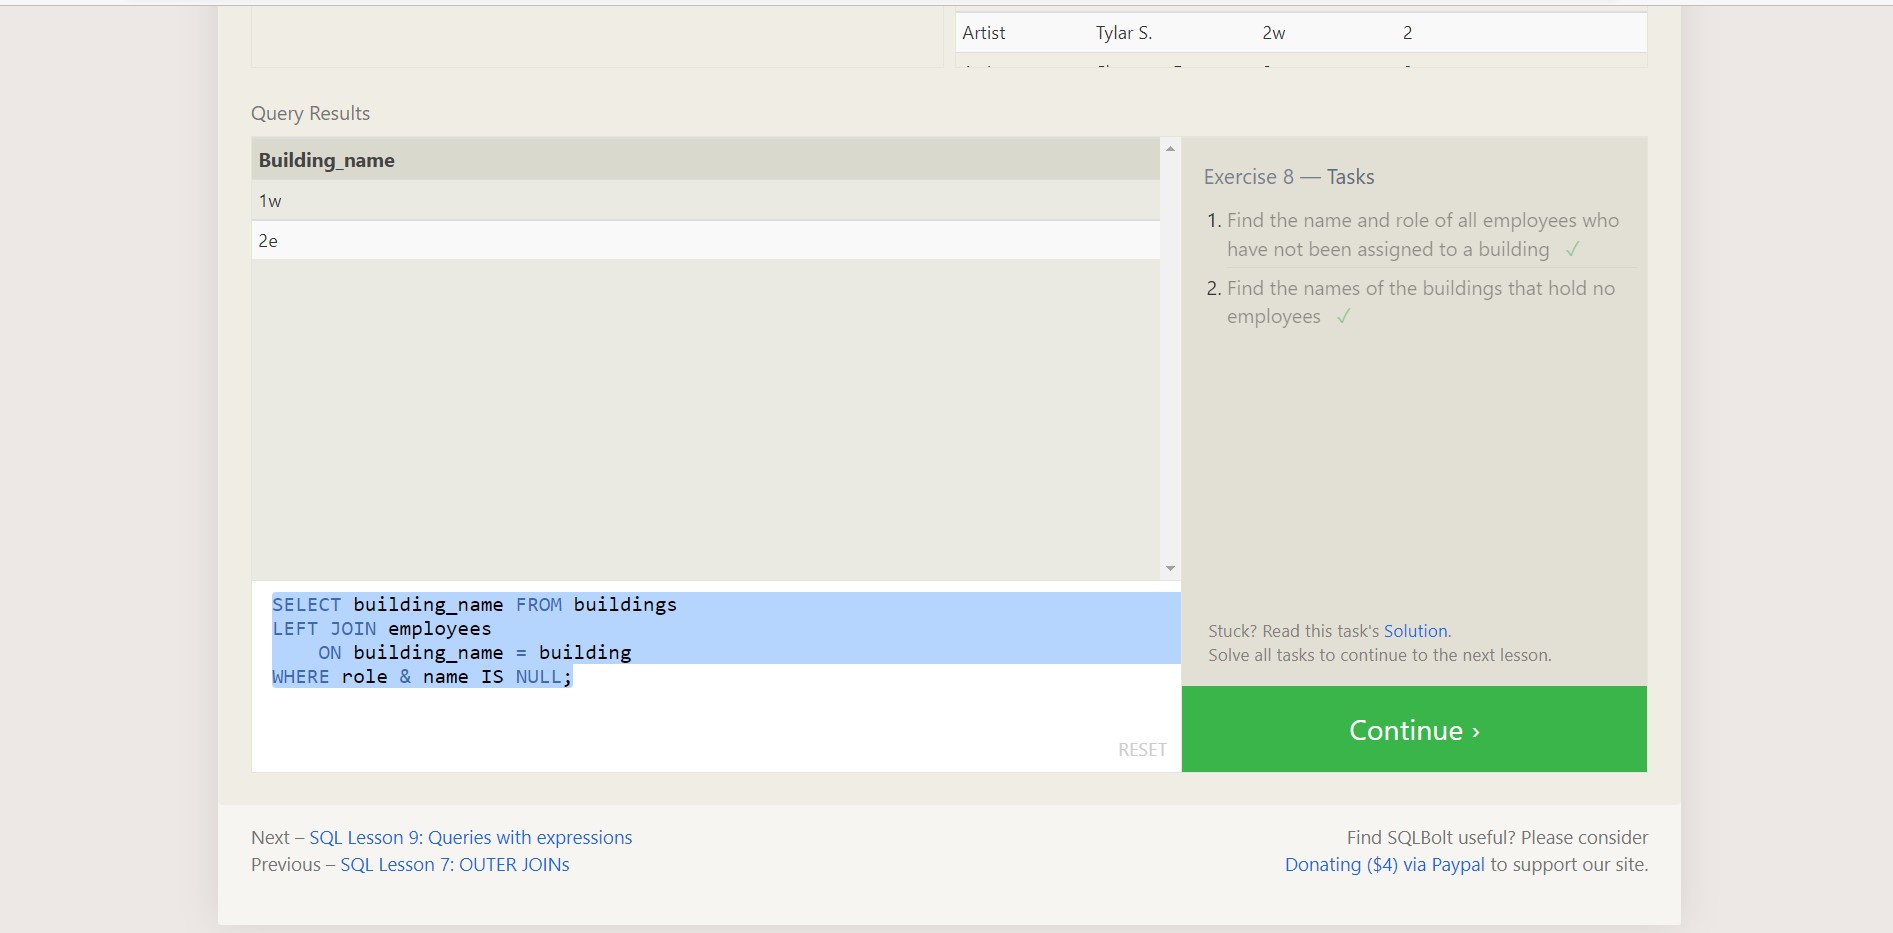 Artist Tylar S. 2w 2
Query Results
Building_name
1w
2e
Exercise 8 — Tasks
1. Find the name and role of all employees who
have not been assigned to a building ✓
2. Find the names of the buildings that hold no
employees ✓
SELECT building_name FROM buildings
LEFT JOIN employees
ON building_name = building
WHERE role & name IS NULL;
RESET
Stuck? Read this task's Solution.
Solve all tasks to continue to the next lesson.
Continue ›
Next – SQL Lesson 9: Queries with expressions
Previous – SQL Lesson 7: OUTER JOINs
Find SQLBolt useful? Please consider
Donating ($4) via Paypal to support our site.